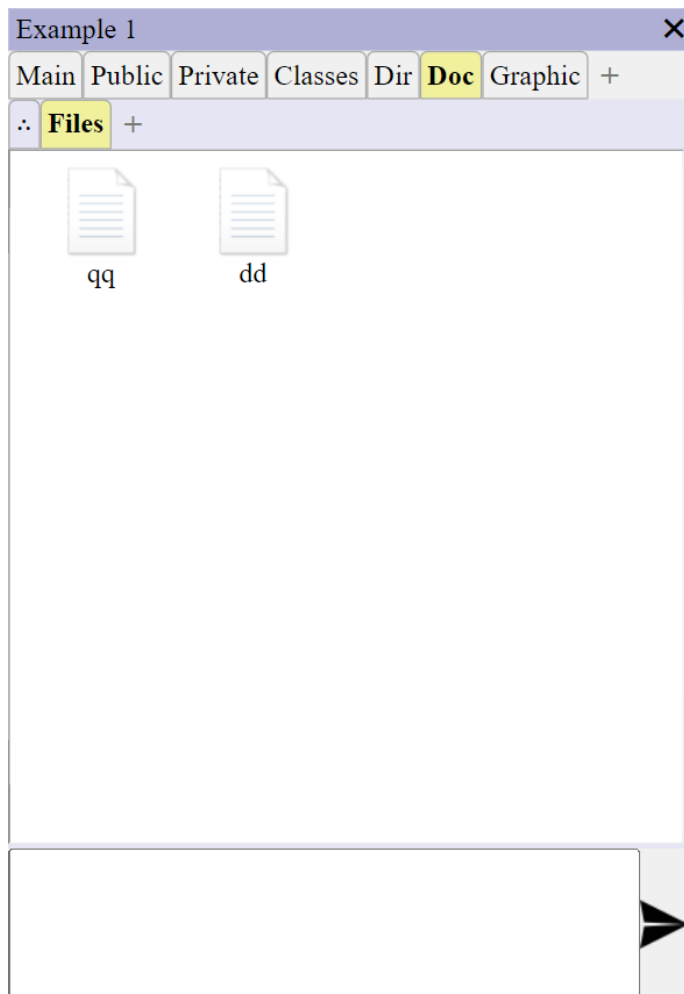 Example 1 ✕
Main Public Private Classes Dir Doc Graphic +
∴ Files +
qq dd